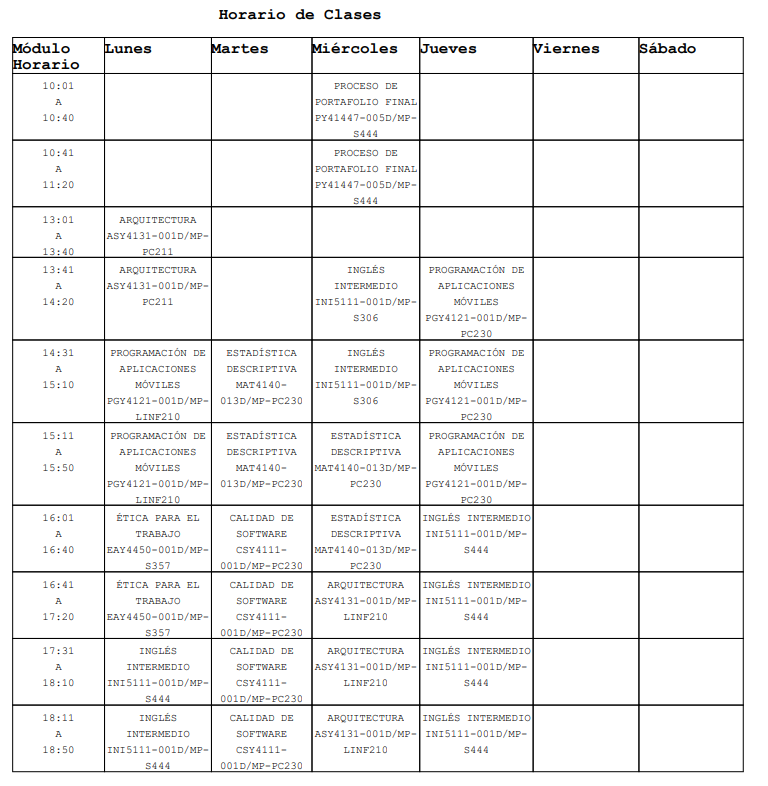 Horario de Clases
Módulo Horario Lunes Martes Miércoles Jueves Viernes Sábado
10:01 A 10:40 PROCESO DE PORTAFOLIO FINAL PY41447-005D/MP-S444
10:41 A 11:20 PROCESO DE PORTAFOLIO FINAL PY41447-005D/MP-S444
13:01 A 13:40 ARQUITECTURA ASY4131-001D/MP-PC211
13:41 A 14:20 ARQUITECTURA ASY4131-001D/MP-PC211 INGLÉS INTERMEDIO INI5111-001D/MP-S306 PROGRAMACIÓN DE APLICACIONES MÓVILES PGY4121-001D/MP-PC230
14:31 A 15:10 PROGRAMACIÓN DE APLICACIONES MÓVILES PGY4121-001D/MP-LINF210 ESTADÍSTICA DESCRIPTIVA MAT4140-013D/MP-PC230 INGLÉS INTERMEDIO INI5111-001D/MP-S306 PROGRAMACIÓN DE APLICACIONES MÓVILES PGY4121-001D/MP-PC230
15:11 A 15:50 PROGRAMACIÓN DE APLICACIONES MÓVILES PGY4121-001D/MP-LINF210 ESTADÍSTICA DESCRIPTIVA MAT4140-013D/MP-PC230 ESTADÍSTICA DESCRIPTIVA MAT4140-013D/MP-PC230 PROGRAMACIÓN DE APLICACIONES MÓVILES PGY4121-001D/MP-PC230
16:01 A 16:40 ÉTICA PARA EL TRABAJO EAY4450-001D/MP-S357 CALIDAD DE SOFTWARE CSY4111-001D/MP-PC230 ESTADÍSTICA DESCRIPTIVA MAT4140-013D/MP-PC230 INGLÉS INTERMEDIO INI5111-001D/MP-S444
16:41 A 17:20 ÉTICA PARA EL TRABAJO EAY4450-001D/MP-S357 CALIDAD DE SOFTWARE CSY4111-001D/MP-PC230 ARQUITECTURA ASY4131-001D/MP-LINF210 INGLÉS INTERMEDIO INI5111-001D/MP-S444
17:31 A 18:10 INGLÉS INTERMEDIO INI5111-001D/MP-S444 CALIDAD DE SOFTWARE CSY4111-001D/MP-PC230 ARQUITECTURA ASY4131-001D/MP-LINF210 INGLÉS INTERMEDIO INI5111-001D/MP-S444
18:11 A 18:50 INGLÉS INTERMEDIO INI5111-001D/MP-S444 CALIDAD DE SOFTWARE CSY4111-001D/MP-PC230 ARQUITECTURA ASY4131-001D/MP-LINF210 INGLÉS INTERMEDIO INI5111-001D/MP-S444